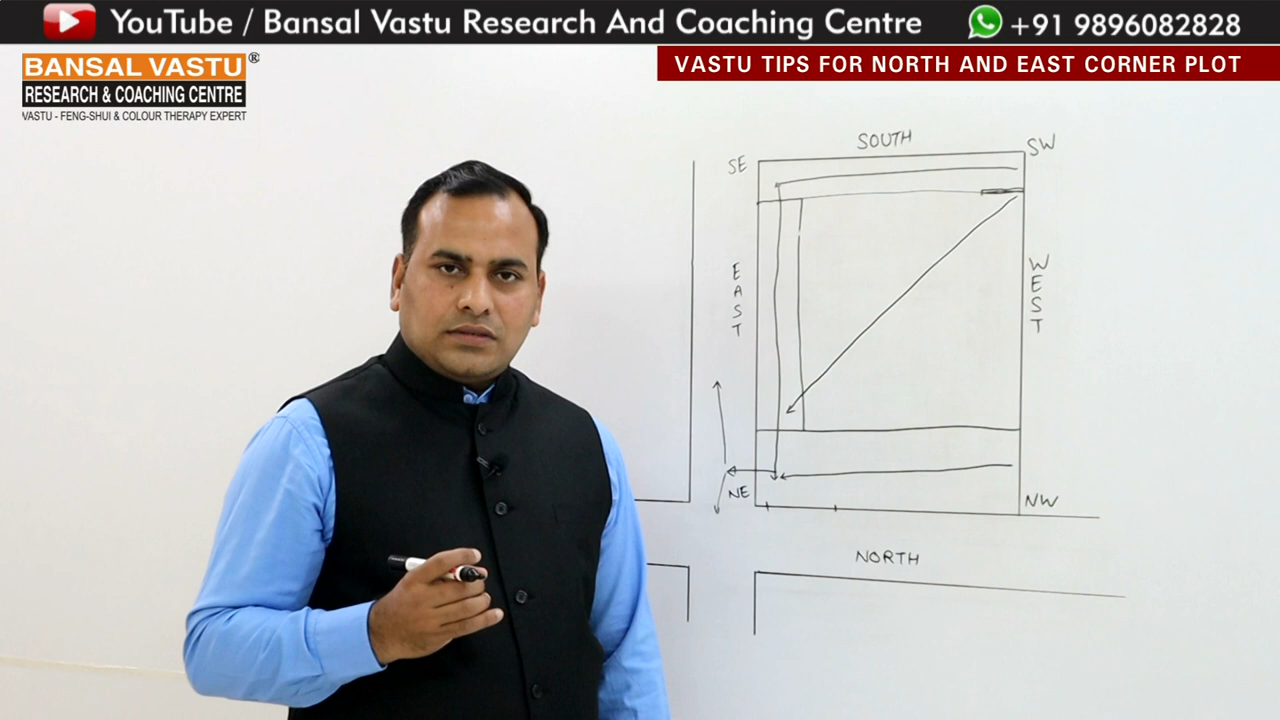 YouTube / Bansal Vastu Research And Coaching Centre
+91 9896082828
BANSAL VASTU®
RESEARCH & COACHING CENTRE
VASTU - FENG-SHUI & COLOUR THERAPY EXPERT
VASTU TIPS FOR NORTH AND EAST CORNER PLOT
SOUTH
SE
SW
EAST
WEST
NE
NW
NORTH